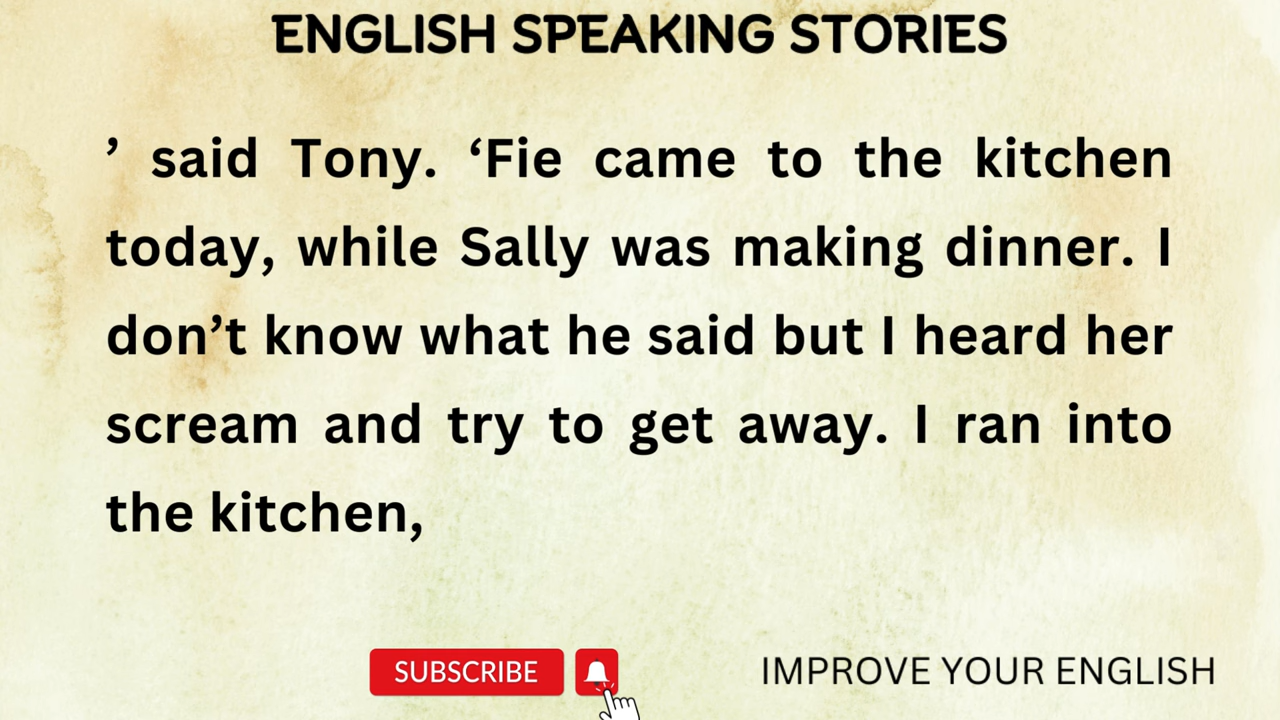 ENGLISH SPEAKING STORIES
’ said Tony. ‘Fie came to the kitchen
today, while Sally was making dinner. I
don’t know what he said but I heard her
scream and try to get away. I ran into
the kitchen,
SUBSCRIBE
IMPROVE YOUR ENGLISH